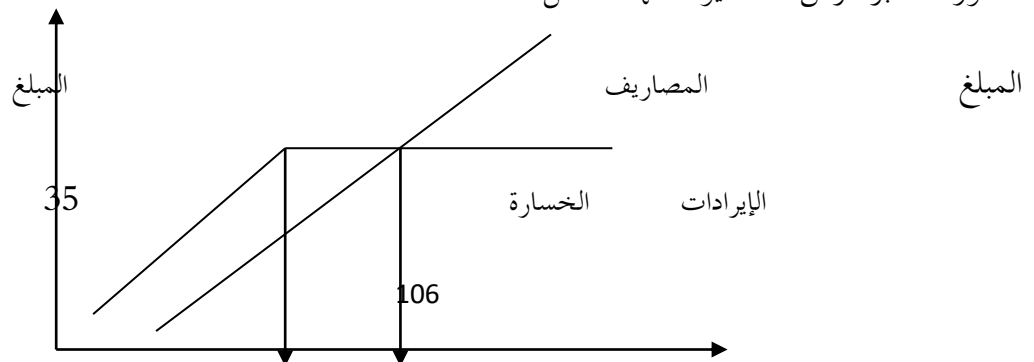 المبلغ المصاريف المبلغ
35 الخسارة الإيرادات
106